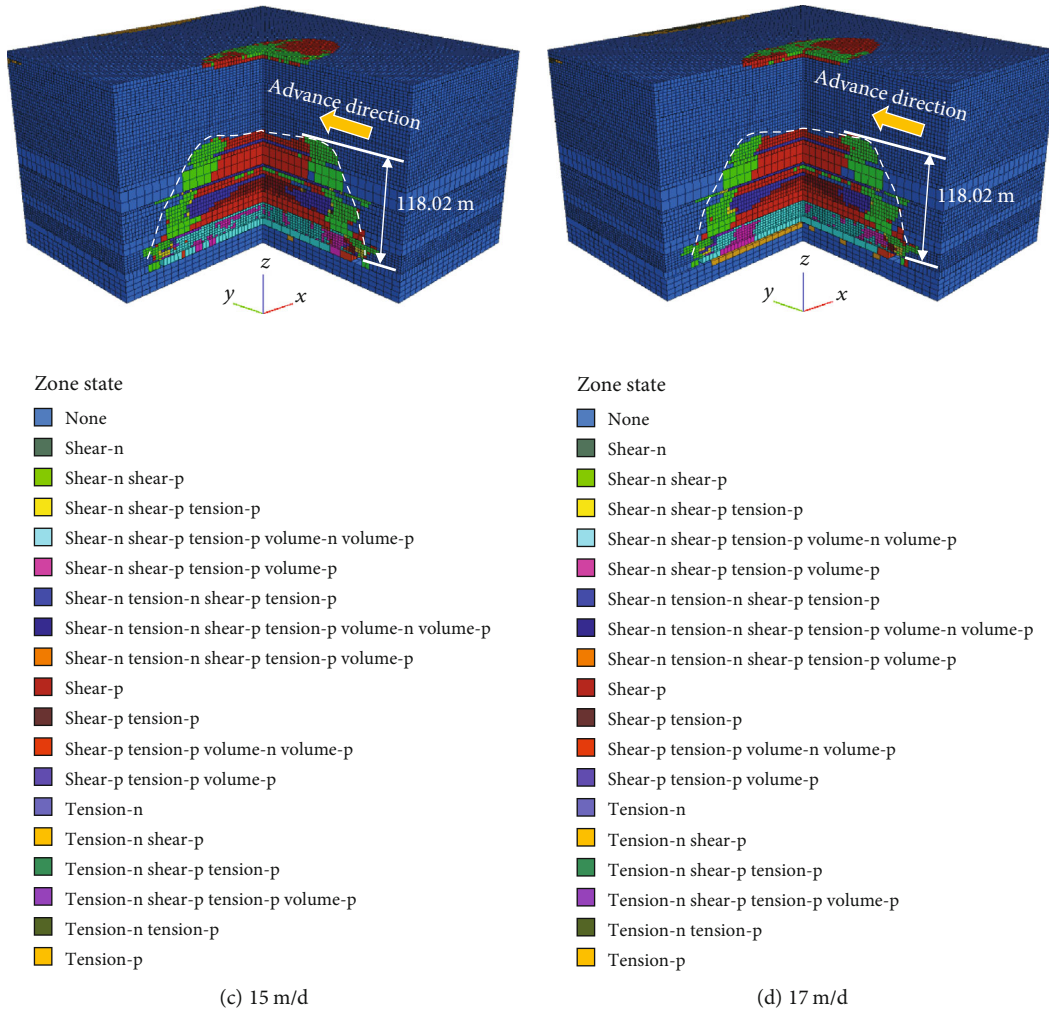 Advance direction
118.02 m
z
y
x
Zone state
None
Shear-n
Shear-n shear-p
Shear-n shear-p tension-p
Shear-n shear-p tension-p volume-n volume-p
Shear-n shear-p tension-p volume-p
Shear-n tension-n shear-p tension-p
Shear-n tension-n shear-p tension-p volume-n volume-p
Shear-n tension-n shear-p tension-p volume-p
Shear-p
Shear-p tension-p
Shear-p tension-p volume-n volume-p
Shear-p tension-p volume-p
Tension-n
Tension-n shear-p
Tension-n shear-p tension-p
Tension-n shear-p tension-p volume-p
Tension-n tension-p
Tension-p
(c) 15 m/d
Advance direction
118.02 m
z
y
x
Zone state
None
Shear-n
Shear-n shear-p
Shear-n shear-p tension-p
Shear-n shear-p tension-p volume-n volume-p
Shear-n shear-p tension-p volume-p
Shear-n tension-n shear-p tension-p
Shear-n tension-n shear-p tension-p volume-n volume-p
Shear-n tension-n shear-p tension-p volume-p
Shear-p
Shear-p tension-p
Shear-p tension-p volume-n volume-p
Shear-p tension-p volume-p
Tension-n
Tension-n shear-p
Tension-n shear-p tension-p
Tension-n shear-p tension-p volume-p
Tension-n tension-p
Tension-p
(d) 17 m/d